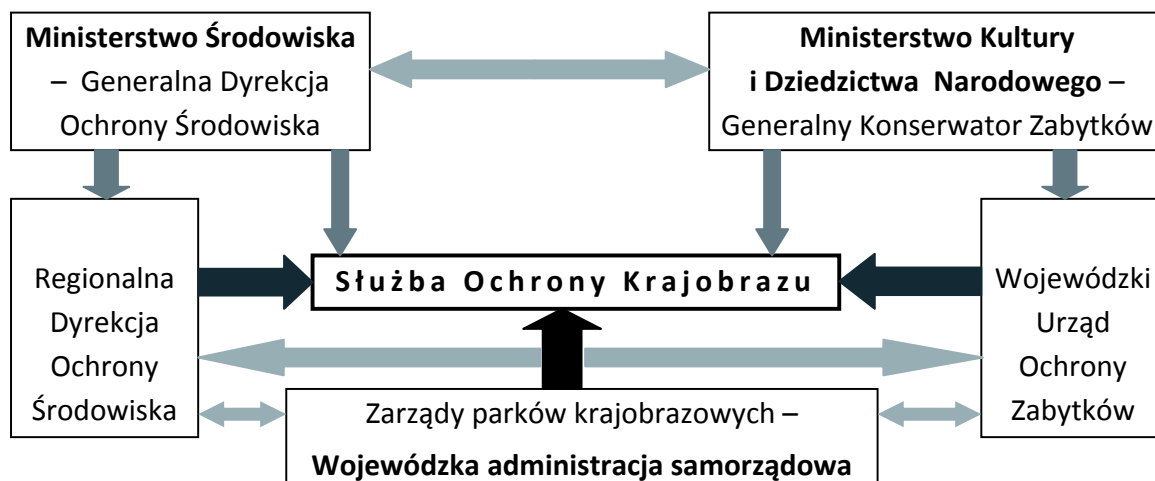 Ministerstwo Środowiska
– Generalna Dyrekcja
Ochrony Środowiska
Ministerstwo Kultury
i Dziedzictwa Narodowego –
Generalny Konserwator Zabytków
Regionalna
Dyrekcja
Ochrony
Środowiska
Służba Ochrony Krajobrazu
Wojewódzki
Urząd
Ochrony
Zabytków
Zarządy parków krajobrazowych –
Wojewódzka administracja samorządowa